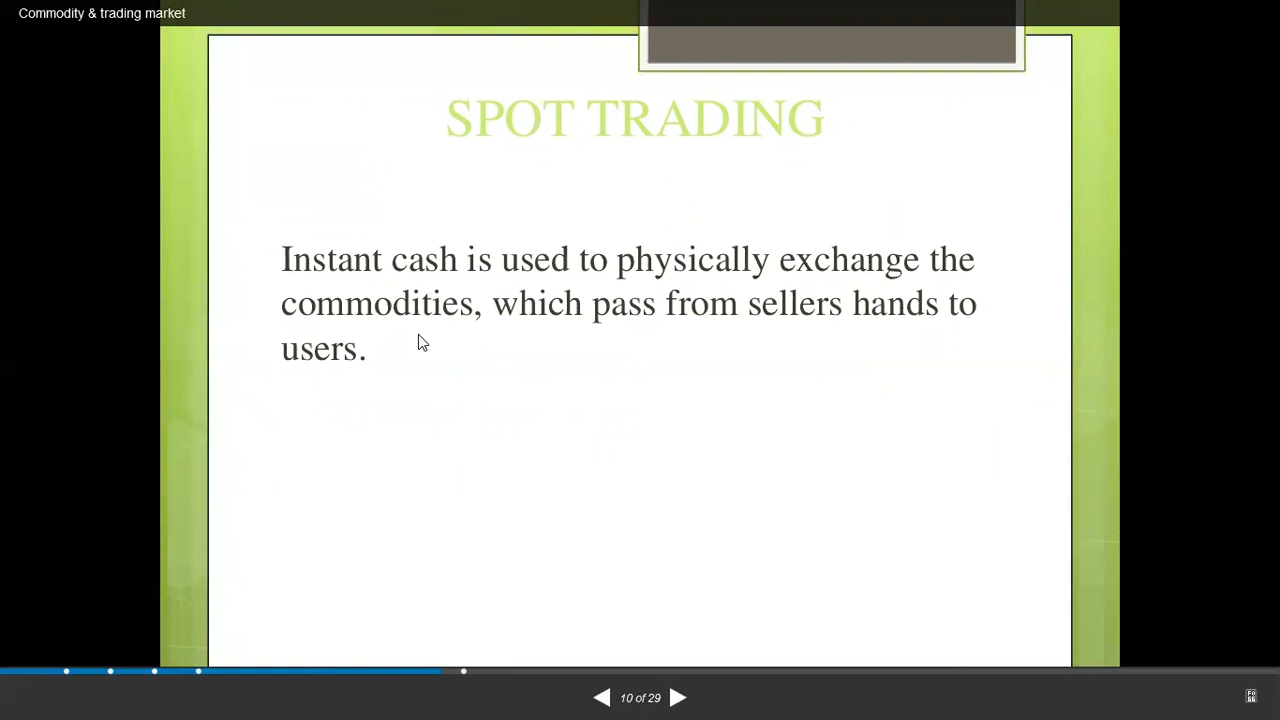 Commodity & trading market
SPOT TRADING
Instant cash is used to physically exchange the
commodities, which pass from sellers hands to
users.
10 of 29